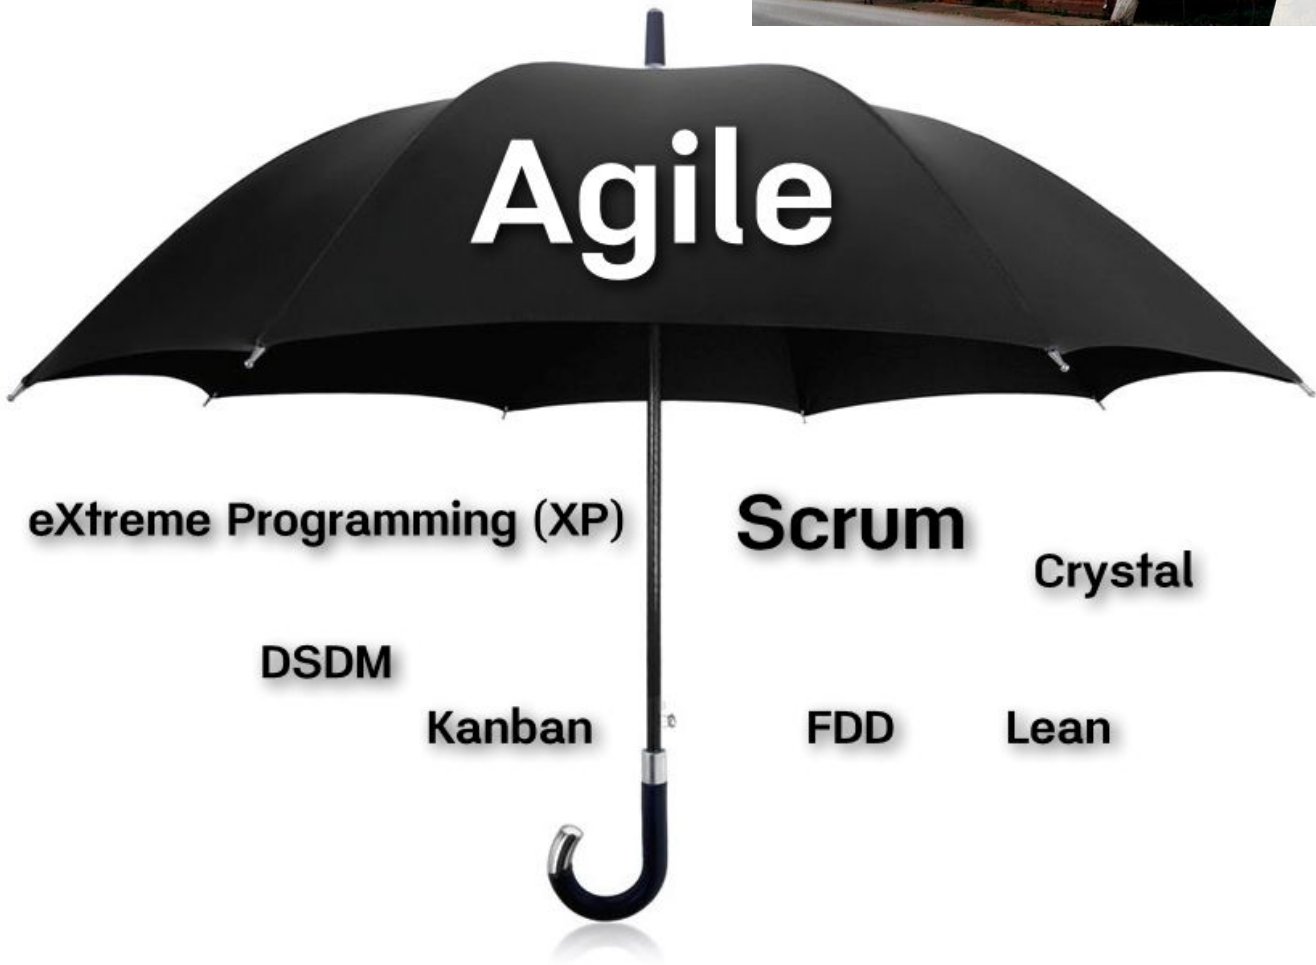 Agile
eXtreme Programming (XP)
Scrum
Crystal
DSDM
Kanban
FDD
Lean